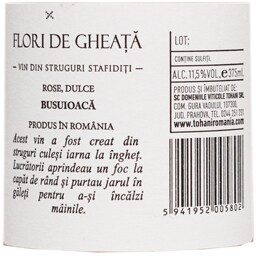 FLORI DE GHEAȚĂ
VIN DIN STRUGURI STAFIDIȚI
ROSE, DULCE
BUSUIOACĂ
PRODUS ÎN ROMÂNIA
Acest vin a fost creat din
struguri culeși iarna la îngheț.
Lucrătorii aprindeau un foc la
capăt de rând și purtau jarul în
găleți pentru a-și încălzi
mâinile.
LOT:
CONȚINE SULFIȚI,
ALC.11,5%VOL. e 375mL
PRODUS ȘI ÎMBUTELIAT DE:
SC DOMENIILE VITICOLE TOHANI SRL
COM. GURA VADULUI, 107300,
JUD. PRAHOVA, TEL. 0244 251
www.tohaniromania.com
5 941952 005802